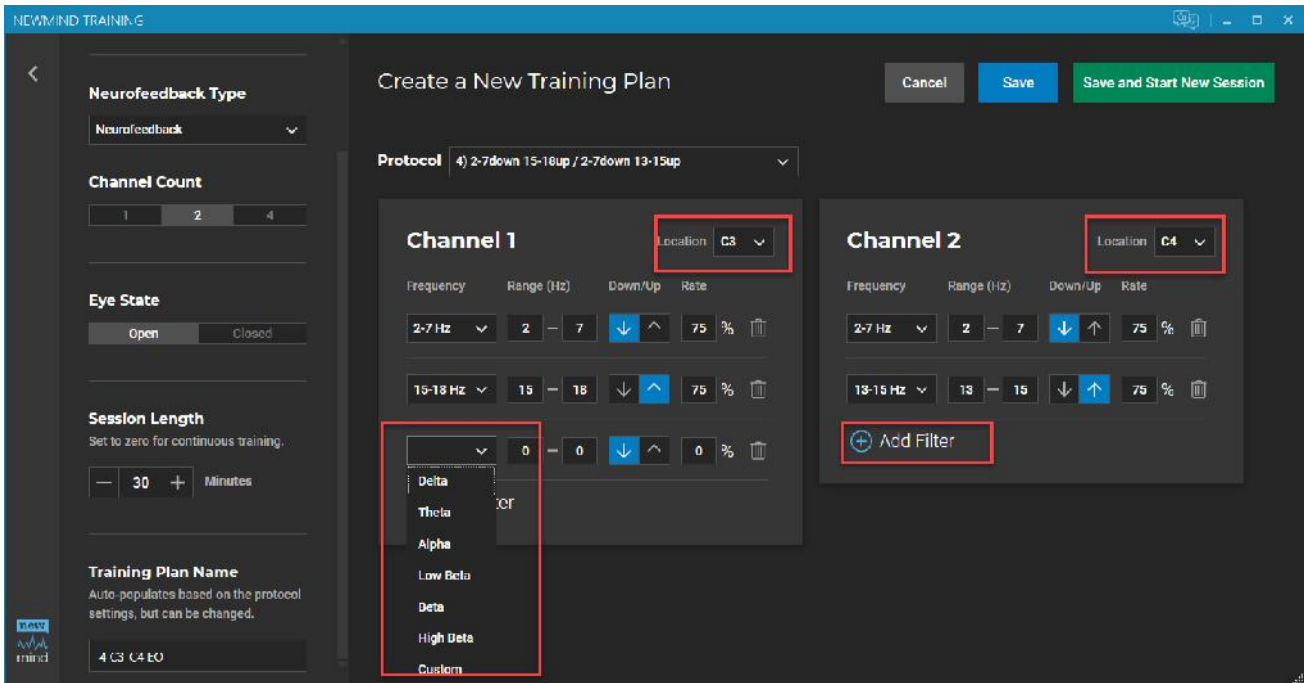 NEWMIND TRAINING
Create a New Training Plan
Cancel
Save
Save and Start New Session
Neurofeedback Type
Neurofeedback
Channel Count
1 2 4
Eye State
Open Closed
Session Length
Set to zero for continuous training.
30 Minutes
Training Plan Name
Auto-populates based on the protocol
settings, but can be changed.
4 C3 C4 EO
new
mind
Protocol 4) 2-7down 15-18up / 2-7down 13-15up
Channel 1
Location C3
Frequency Range (Hz) Down/Up Rate
2-7 Hz 2 – 7 75 %
15-18 Hz 15 – 18 75 %
0 – 0 0 %
Delta
Theta
Alpha
Low Beta
Beta
High Beta
Custom
ter
Channel 2
Location C4
Frequency Range (Hz) Down/Up Rate
2-7 Hz 2 – 7 75 %
13-15 Hz 13 – 15 75 %
Add Filter